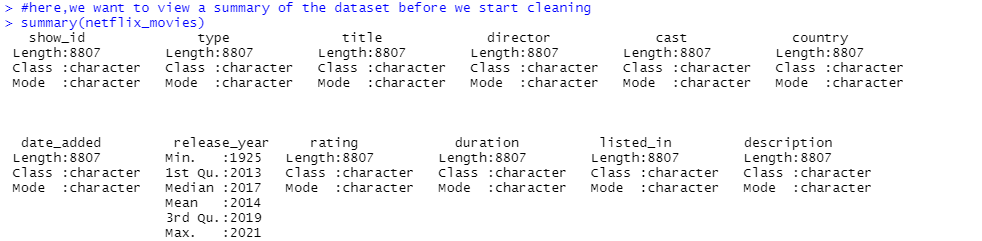 > #here,we want to view a summary of the dataset before we start cleaning
> summary(netflix_movies)
show_id type title director cast country
Length:8807 Length:8807 Length:8807 Length:8807 Length:8807 Length:8807
Class :character Class :character Class :character Class :character Class :character Class :character
Mode :character Mode :character Mode :character Mode :character Mode :character Mode :character
date_added release_year rating duration listed_in description
Length:8807 Min. :1925 Length:8807 Length:8807 Length:8807 Length:8807
Class :character 1st Qu.:2013 Class :character Class :character Class :character Class :character
Mode :character Median :2017 Mode :character Mode :character Mode :character Mode :character
Mean :2014
3rd Qu.:2019
Max. :2021